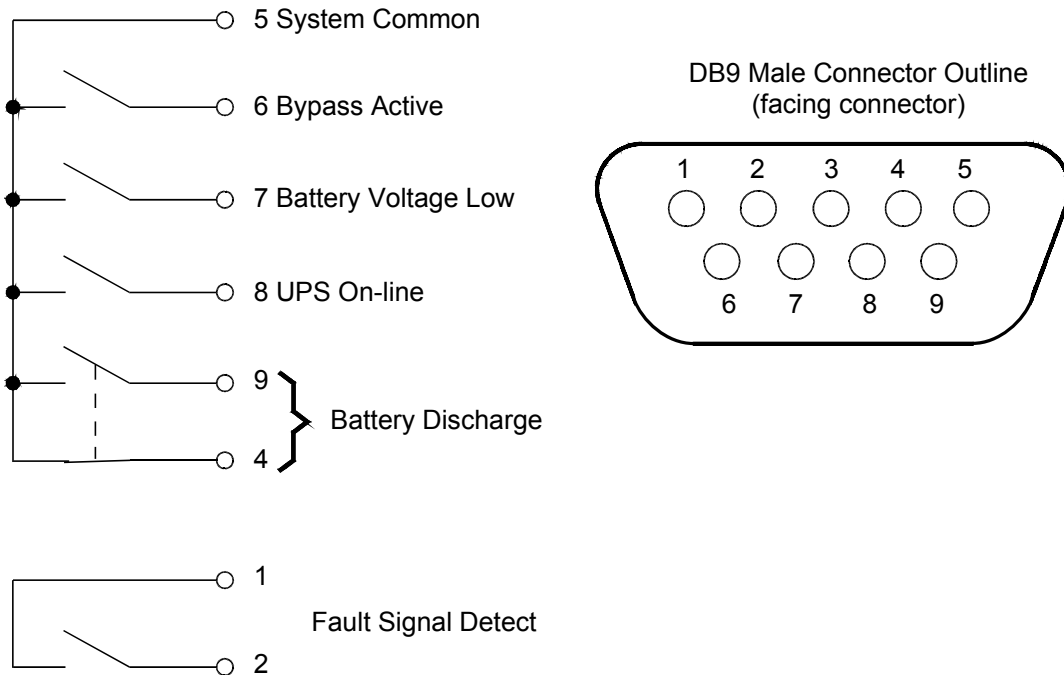 5 System Common
6 Bypass Active
7 Battery Voltage Low
8 UPS On-line
9
Battery Discharge
4
1
Fault Signal Detect
2
DB9 Male Connector Outline
(facing connector)
1 2 3 4 5
6 7 8 9